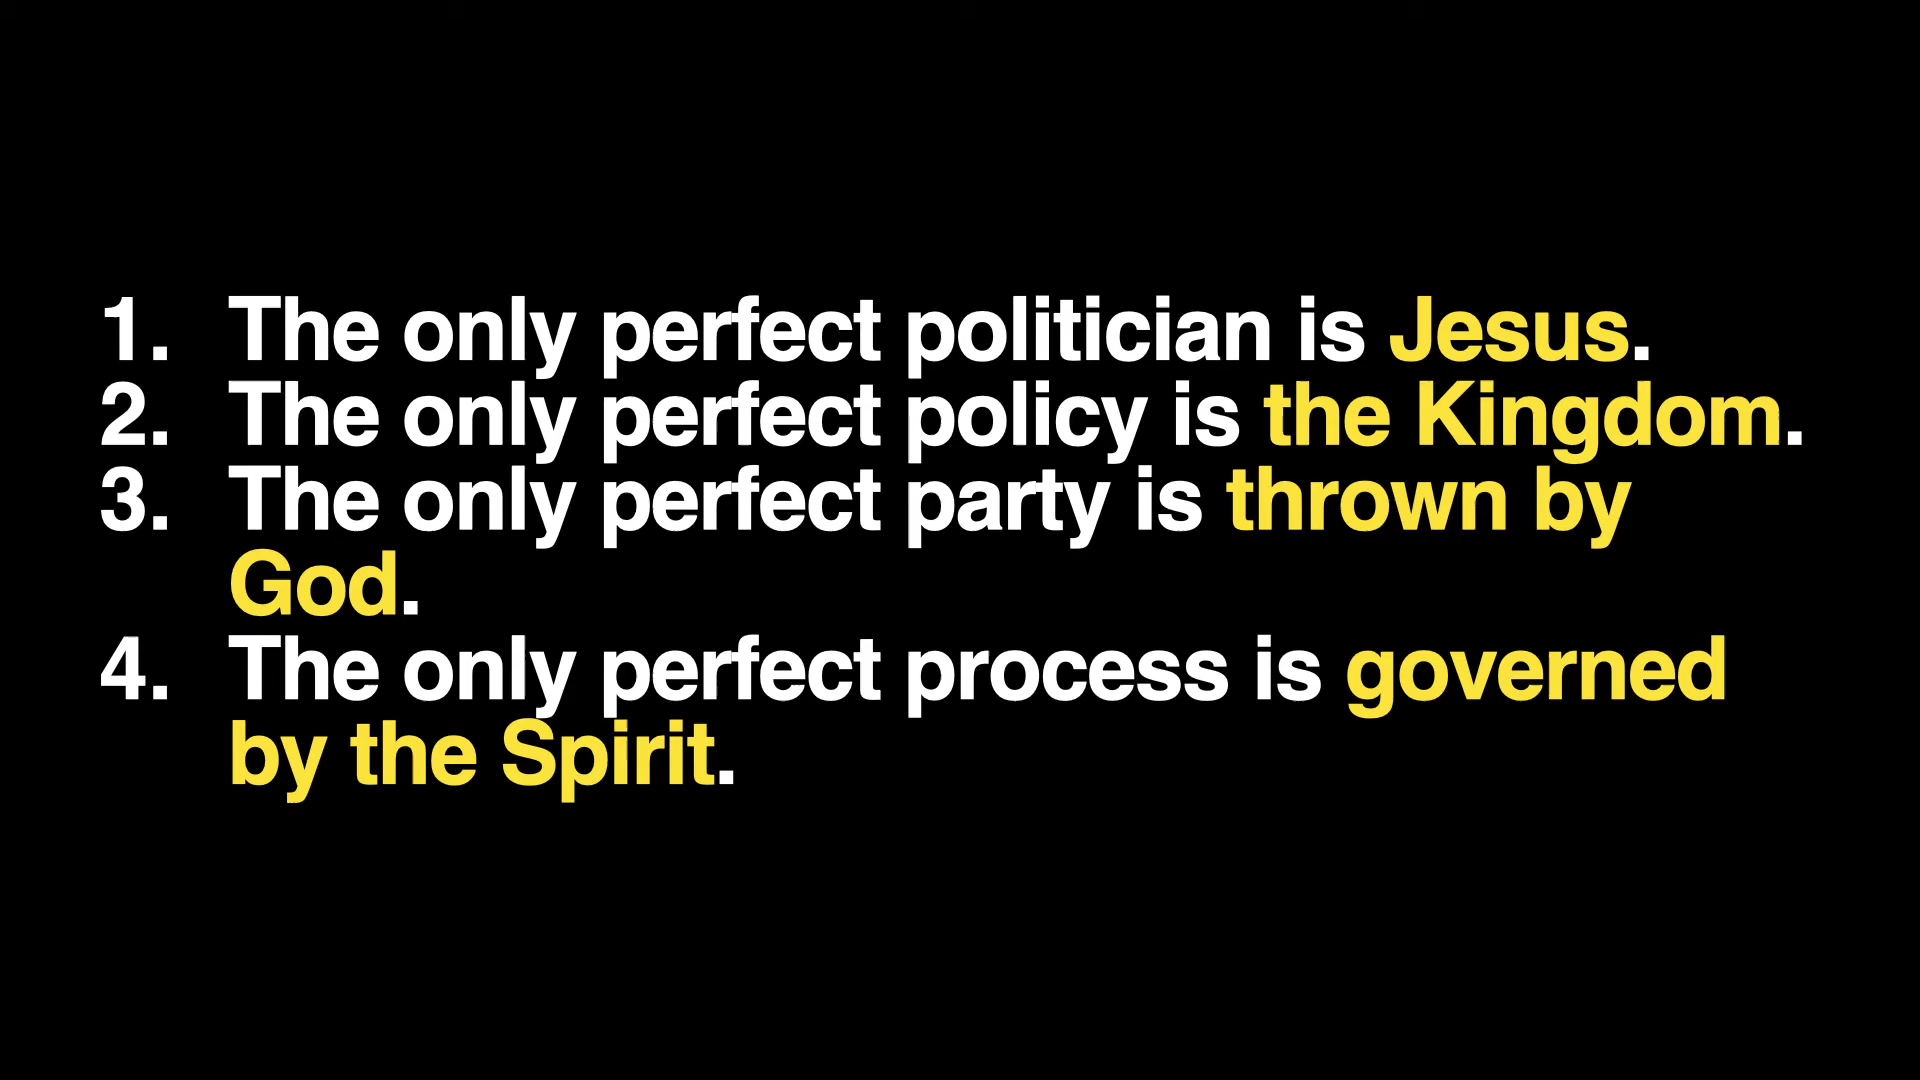 1. The only perfect politician is Jesus.
2. The only perfect policy is the Kingdom.
3. The only perfect party is thrown by
God.
4. The only perfect process is governed
by the Spirit.